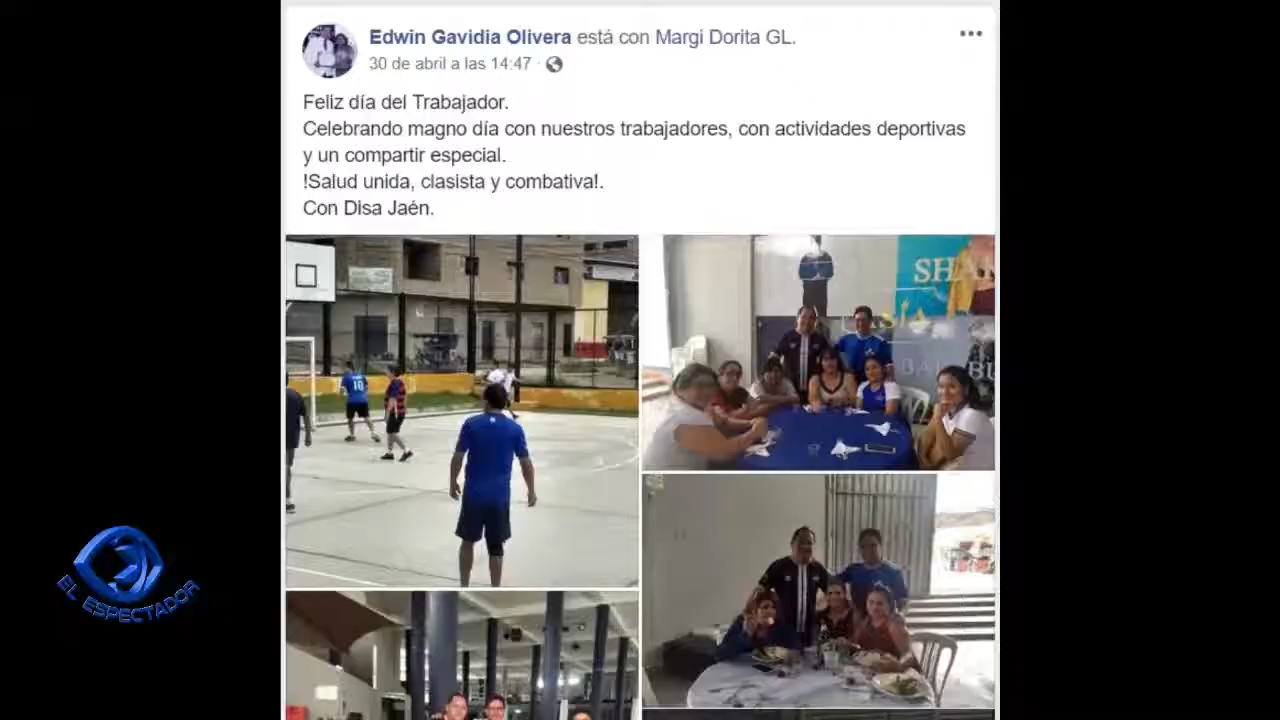 Edwin Gavidia Olivera está con Margi Dorita GL.
30 de abril a las 14:47 ·
Feliz día del Trabajador.
Celebrando magno día con nuestros trabajadores, con actividades deportivas
y un compartir especial.
!Salud unida, clasista y combativa!.
Con Disa Jaén.
10
EL ESPECTADOR